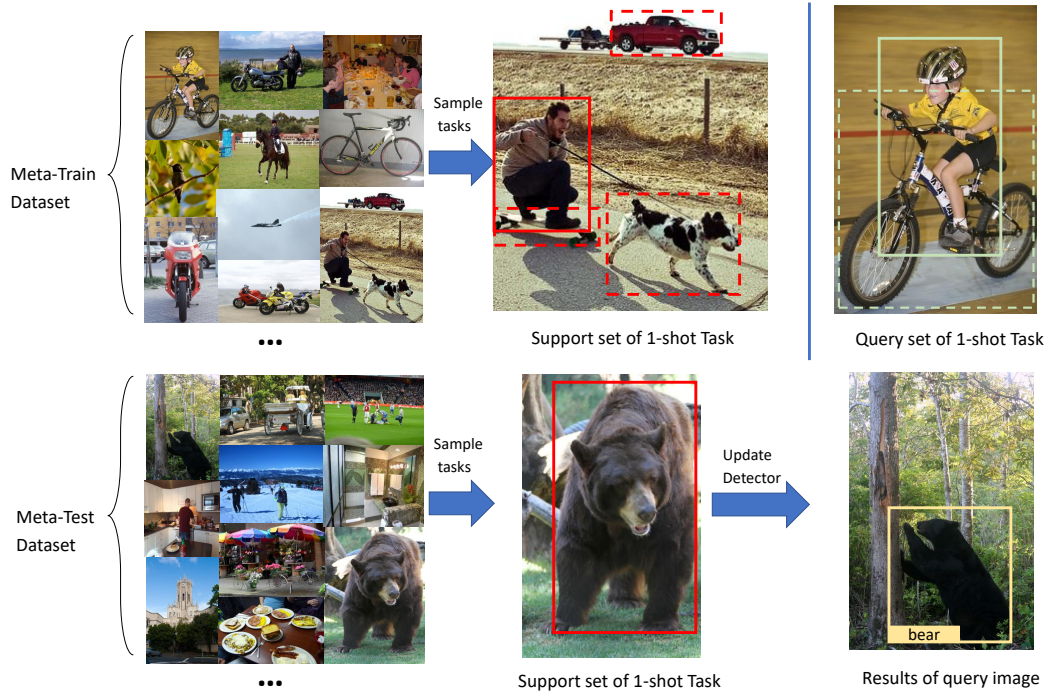 Meta-Train
Dataset
Sample
tasks
Support set of 1-shot Task
Query set of 1-shot Task
...
Meta-Test
Dataset
Sample
tasks
Update
Detector
bear
Support set of 1-shot Task
Results of query image
...